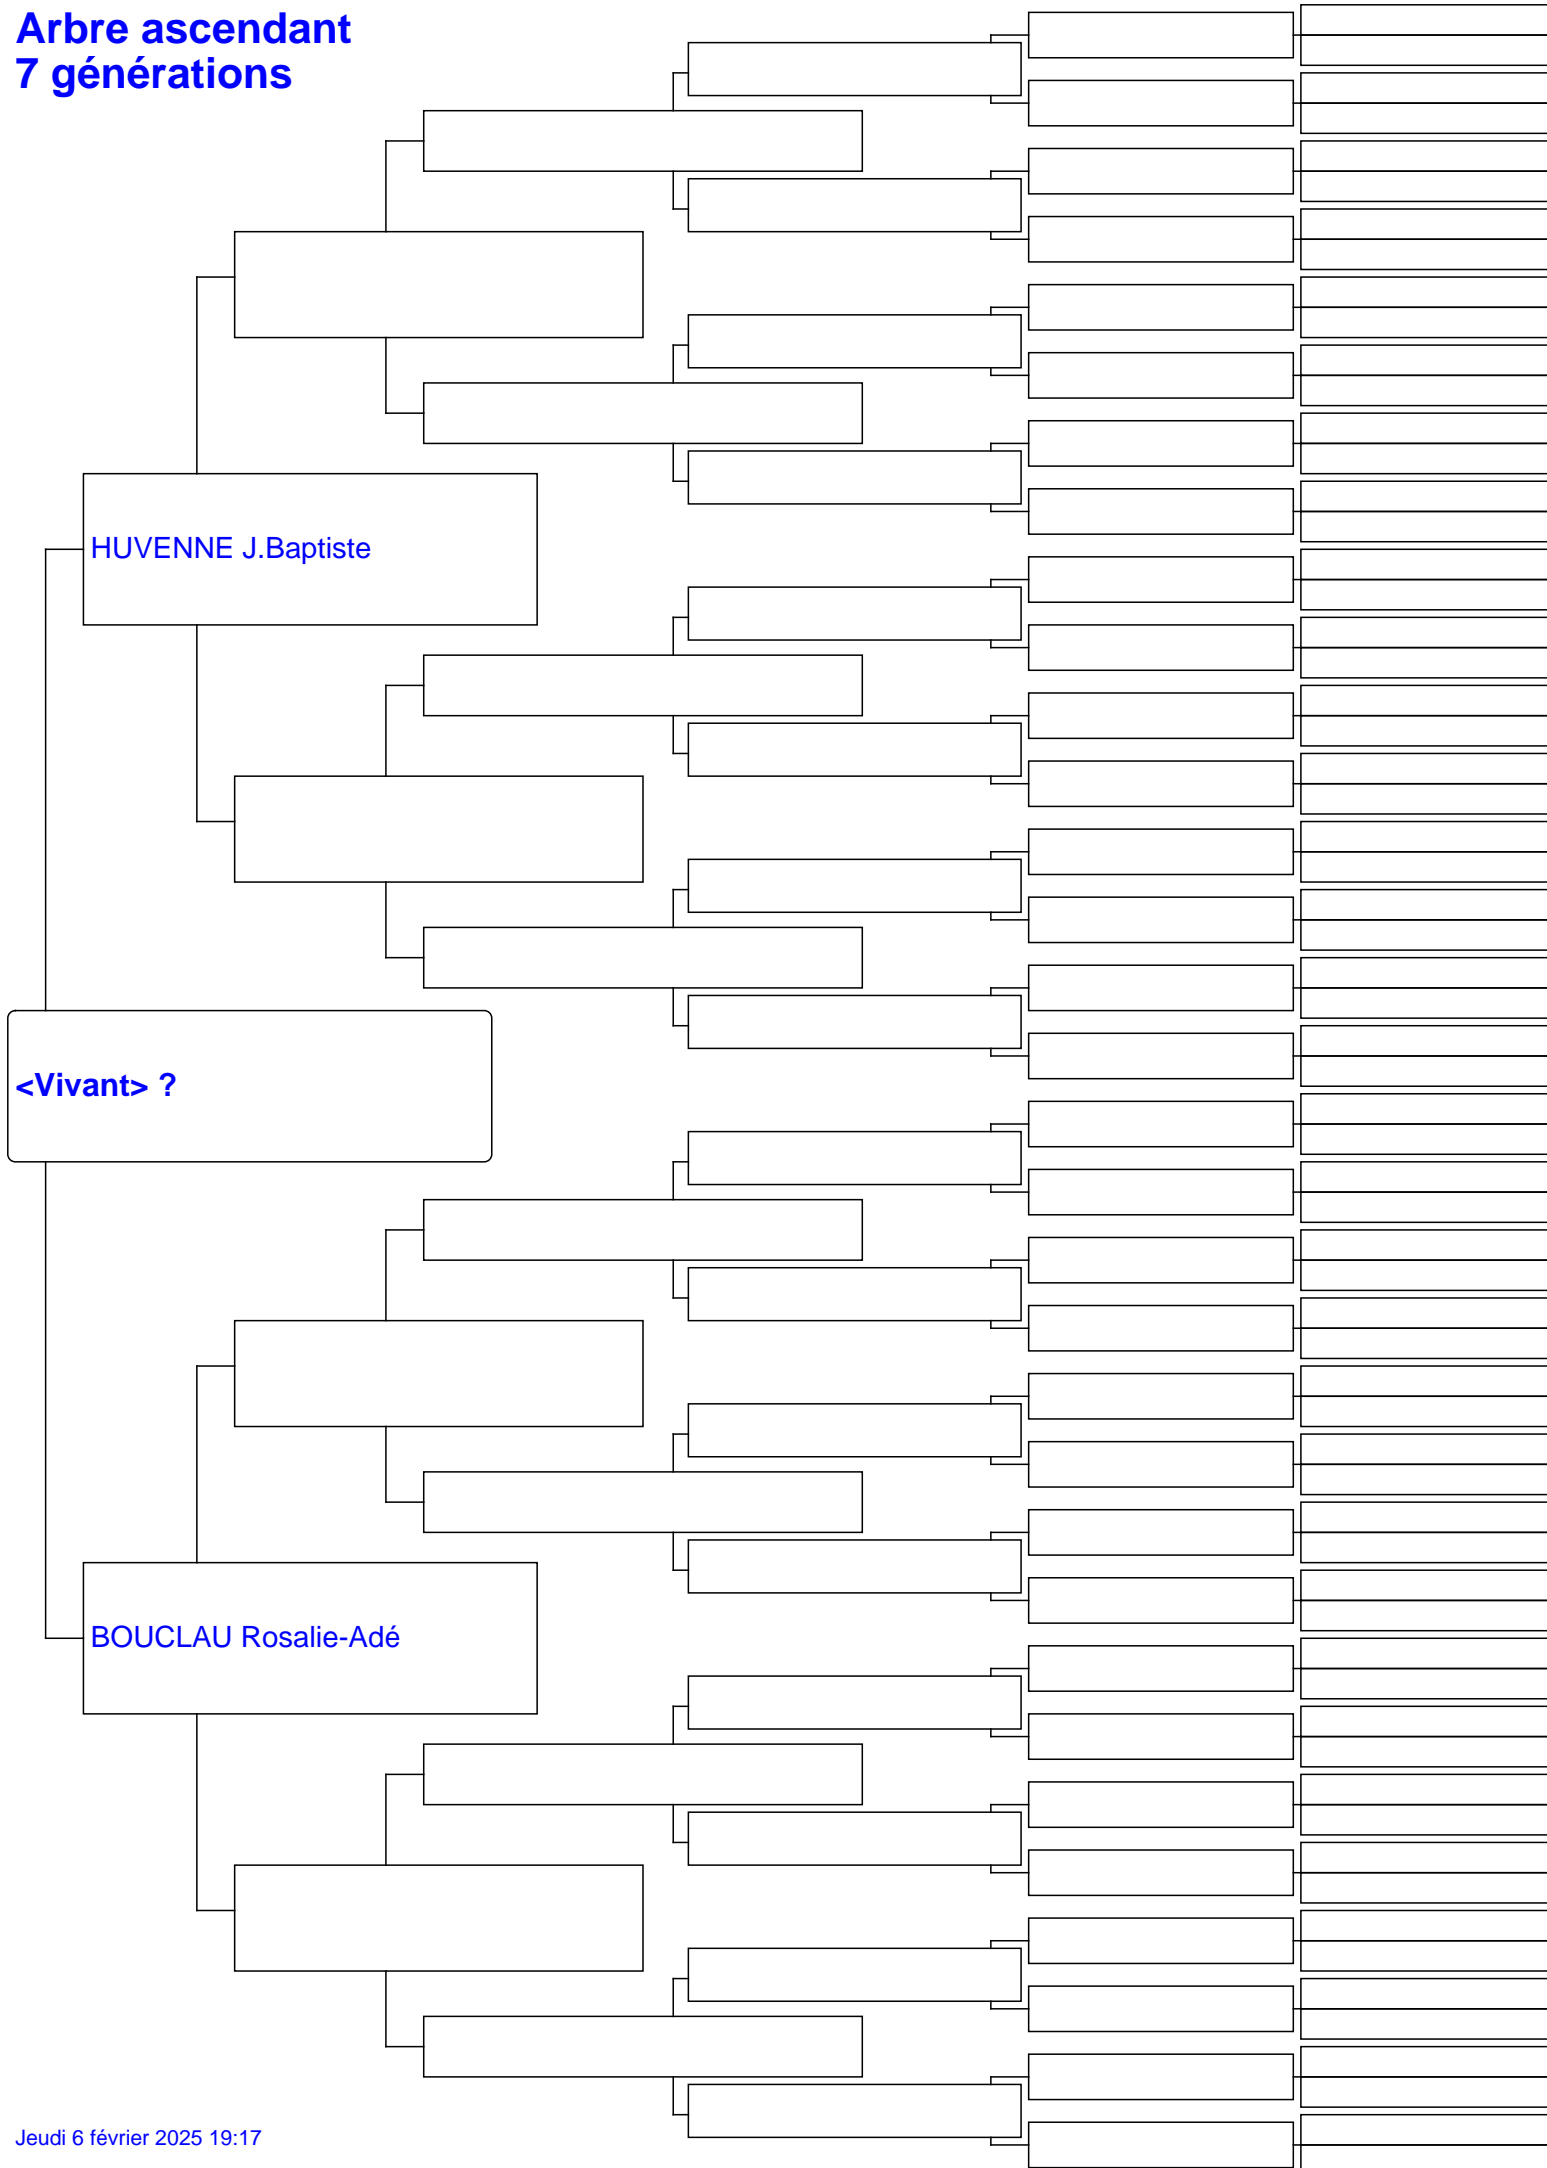 Arbre ascendant
7 générations
HUVENNE J.Baptiste
<Vivant> ?
BOUCLAU Rosalie-Adé
Jeudi 6 février 2025 19:17